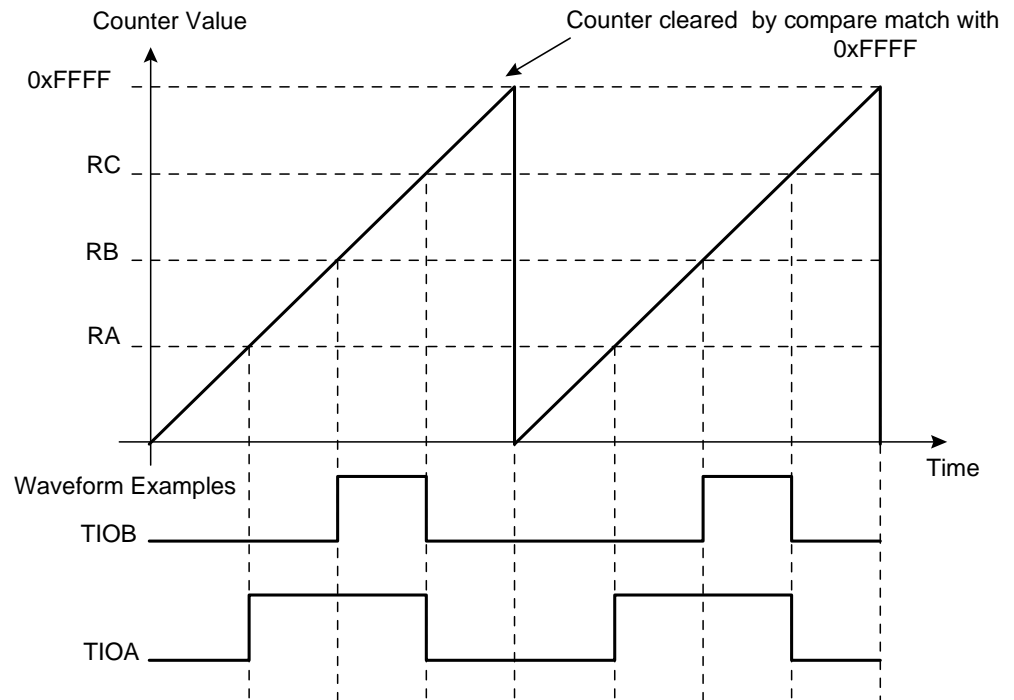 Counter Value
Counter cleared by compare match with
0xFFFF
0xFFFF
RC
RB
RA
Time
Waveform Examples
TIOB
TIOA